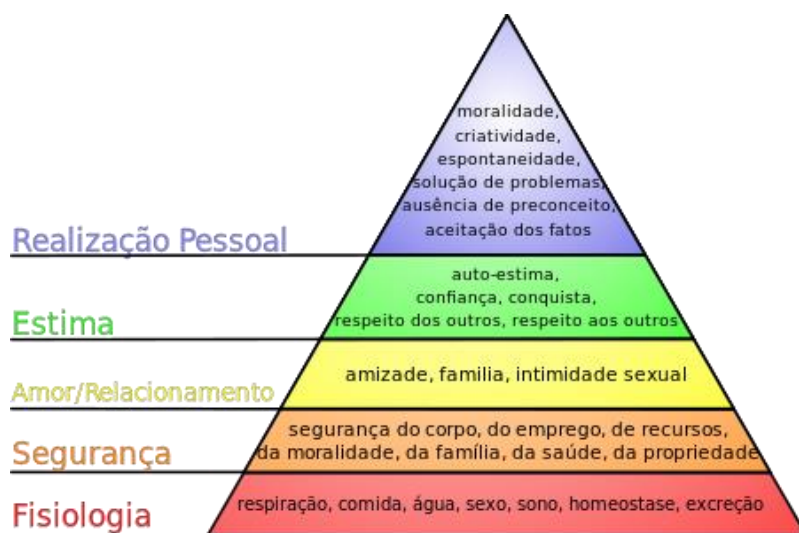 moralidade,
criatividade,
espontaneidade,
solução de problemas,
ausência de preconceito,
aceitação dos fatos
Realização Pessoal
auto-estima,
confiança, conquista,
respeito dos outros, respeito aos outros
Estima
amizade, familia, intimidade sexual
Amor/Relacionamento
segurança do corpo, do emprego, de recursos,
da moralidade, da família, da saúde, da propriedade
Segurança
respiração, comida, água, sexo, sono, homeostase, excreção
Fisiologia